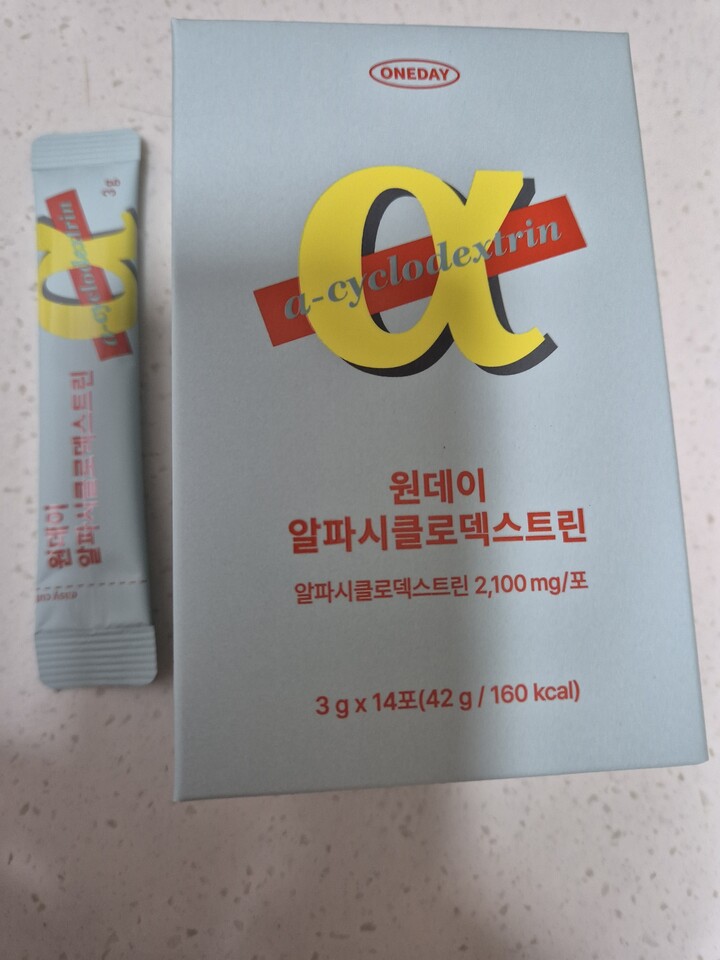 ONEDAY
α
α-cyclodextrin
원데이
알파시클로덱스트린
알파시클로덱스트린 2,100 mg/포
3 g x 14포(42 g / 160 kcal)
3g
α
α-cyclodextrin
원데이
알파시클로덱스트린